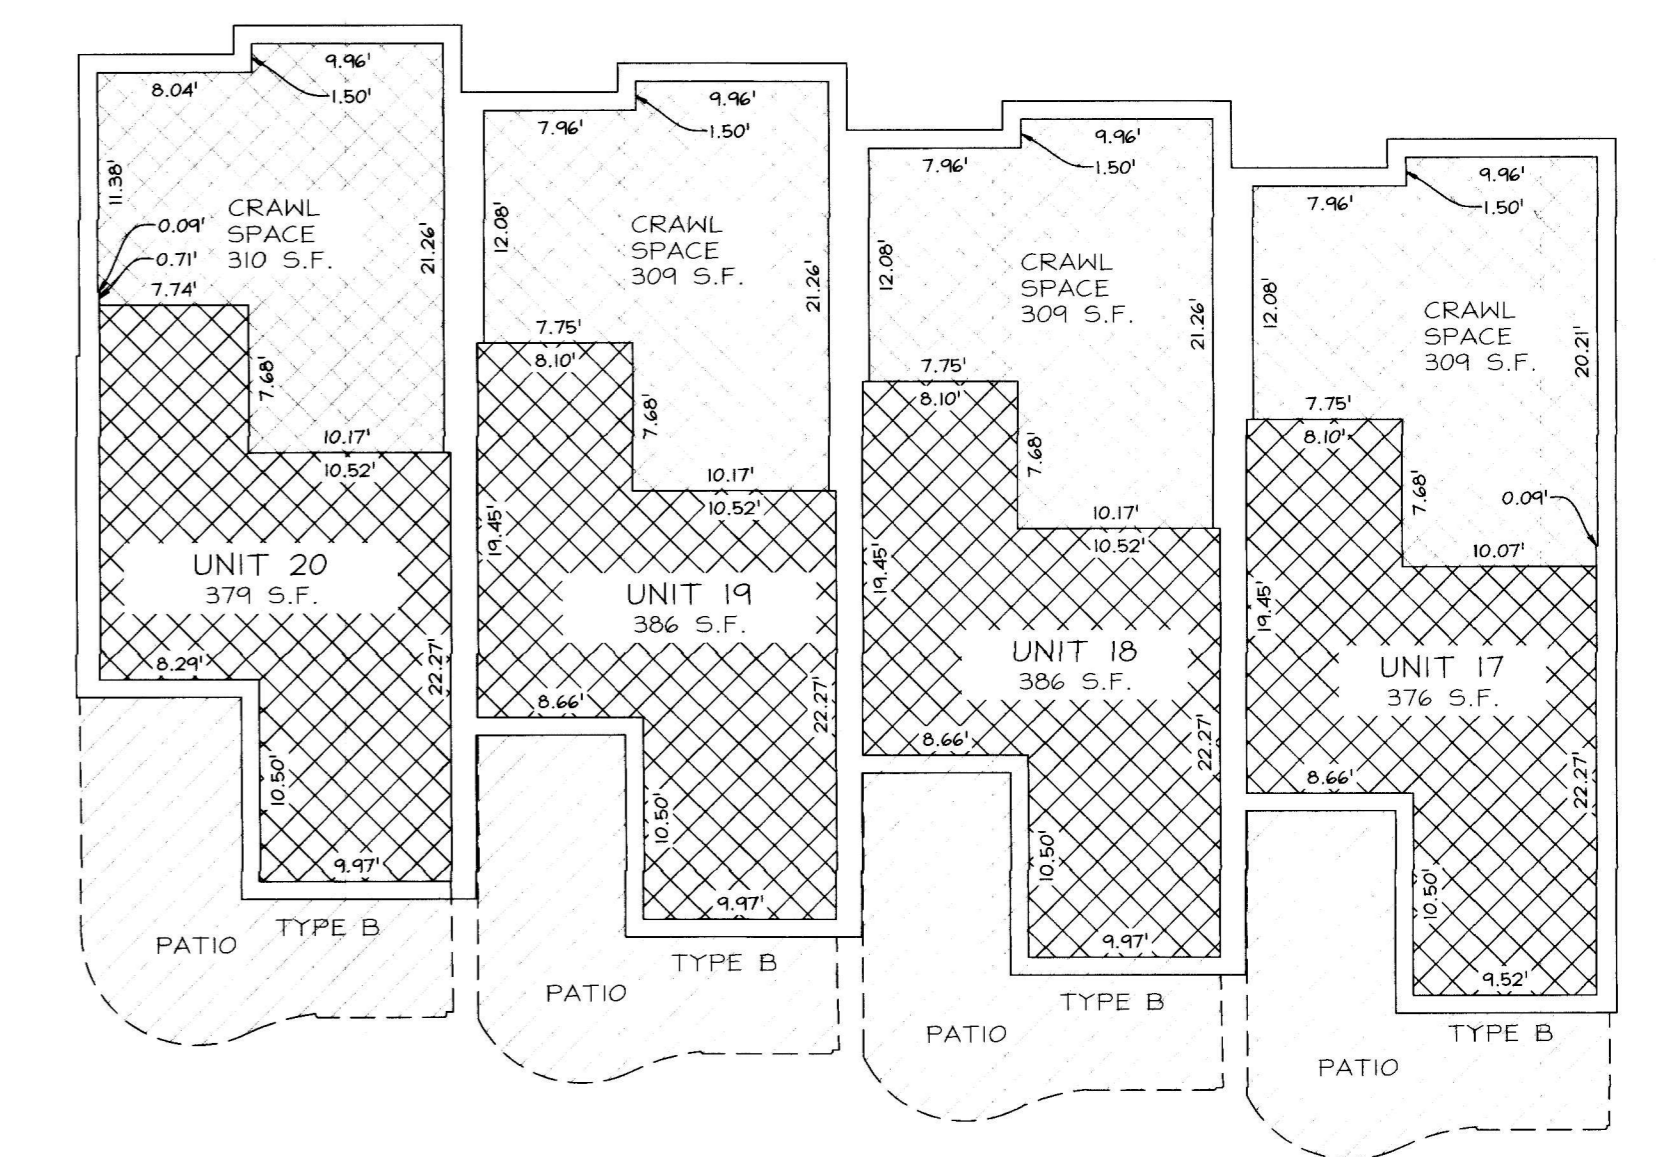 9.96'
8.04'
1.50'
11.38'
0.09'
0.71'
7.74'
CRAWL
SPACE
310 S.F.
21.26'
7.68'
10.17'
10.52'
UNIT 20
379 S.F.
8.29'
22.27'
10.50'
9.97'
TYPE B
PATIO
9.96'
7.96'
1.50'
12.08'
CRAWL
SPACE
309 S.F.
21.26'
7.75'
8.10'
7.68'
10.17'
10.52'
19.45'
UNIT 19
386 S.F.
8.66'
22.27'
10.50'
9.97'
TYPE B
PATIO
9.96'
7.96'
1.50'
12.08'
CRAWL
SPACE
309 S.F.
21.26'
7.75'
8.10'
7.68'
10.17'
10.52'
19.45'
UNIT 18
386 S.F.
8.66'
22.27'
10.50'
9.97'
TYPE B
PATIO
9.96'
7.96'
1.50'
12.08'
CRAWL
SPACE
309 S.F.
20.21'
7.75'
8.10'
7.68'
0.09'
10.07'
19.45'
UNIT 17
376 S.F.
8.66'
22.27'
10.50'
9.52'
TYPE B
PATIO